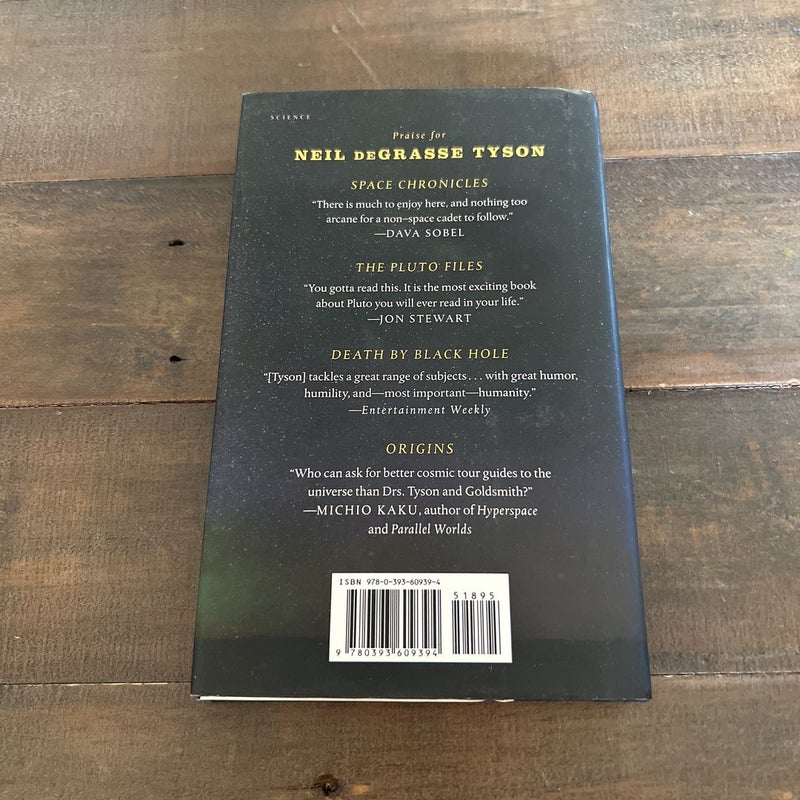 SCIENCE
Praise for
NEIL DEGRASSE TYSON
SPACE CHRONICLES
“There is much to enjoy here, and nothing too
arcane for a non–space cadet to follow.”
—DAVA SOBEL
THE PLUTO FILES
“You gotta read this. It is the most exciting book
about Pluto you will ever read in your life.”
—JON STEWART
DEATH BY BLACK HOLE
“[Tyson] tackles a great range of subjects . . . with great humor,
humility, and—most important—humanity.”
—Entertainment Weekly
ORIGINS
“Who can ask for better cosmic tour guides to the
universe than Drs. Tyson and Goldsmith?”
—MICHIO KAKU, author of Hyperspace
and Parallel Worlds
ISBN 978-0-393-60939-4
51895
9 780393 609394